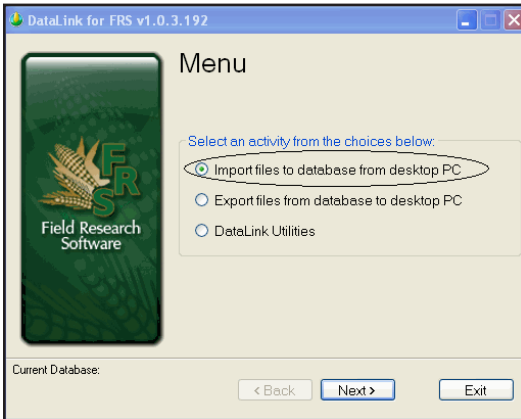 DataLink for FRS v1.0.3.192
Menu
Select an activity from the choices below:
Import files to database from desktop PC
Export files from database to desktop PC
DataLink Utilities
FRS
Field Research
Software
Current Database:
< Back
Next >
Exit